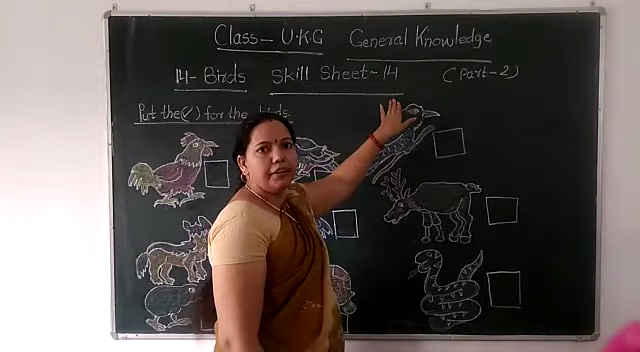 Class - U.K.G General Knowledge
14- Birds Skill Sheet-14 (Part-2)
Put the (✓) for the birds.